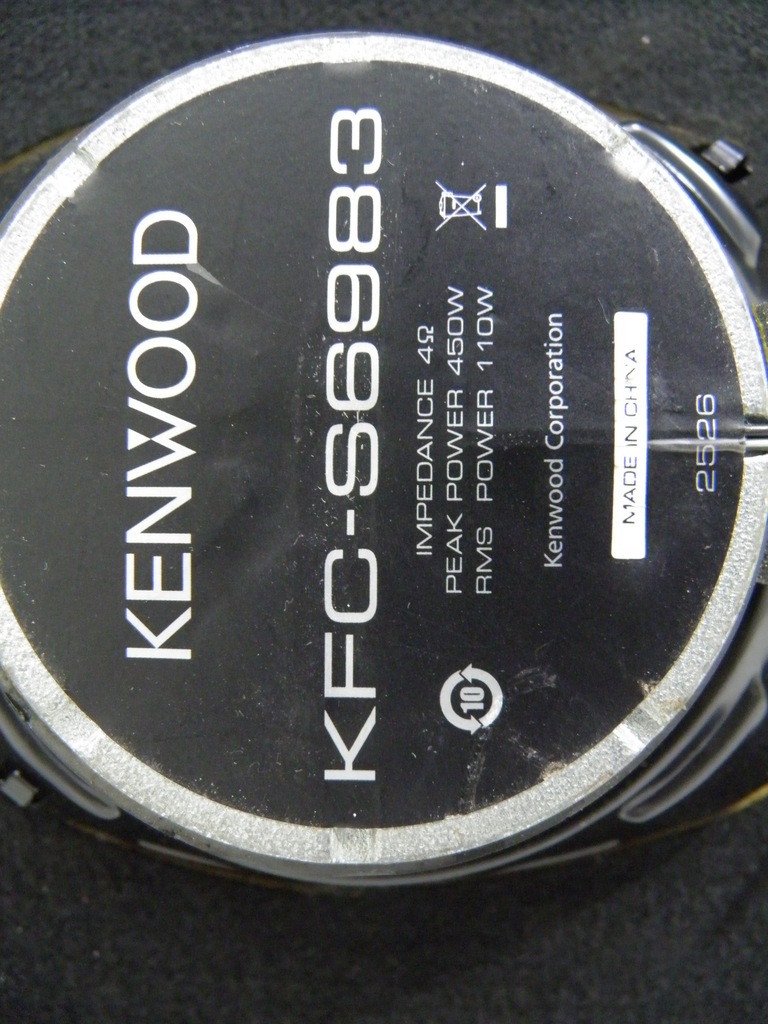 KENWOOD
KFC-S6983
IMPEDANCE 4Ω
PEAK POWER 450W
RMS POWER 110W
10
Kenwood Corporation
MADE IN CHINA
2526